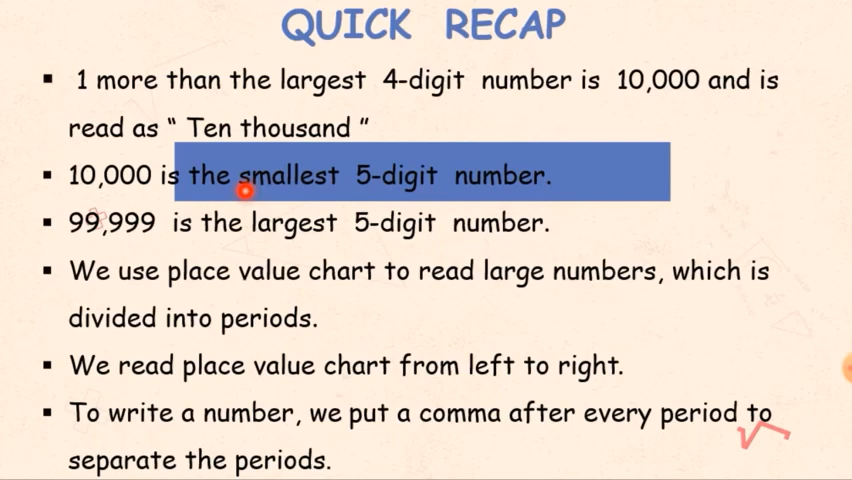 QUICK RECAP
▪ 1 more than the largest 4-digit number is 10,000 and is
read as “ Ten thousand ”
▪ 10,000 is the smallest 5-digit number.
▪ 99,999 is the largest 5-digit number.
▪ We use place value chart to read large numbers, which is
divided into periods.
▪ We read place value chart from left to right.
▪ To write a number, we put a comma after every period to
separate the periods.